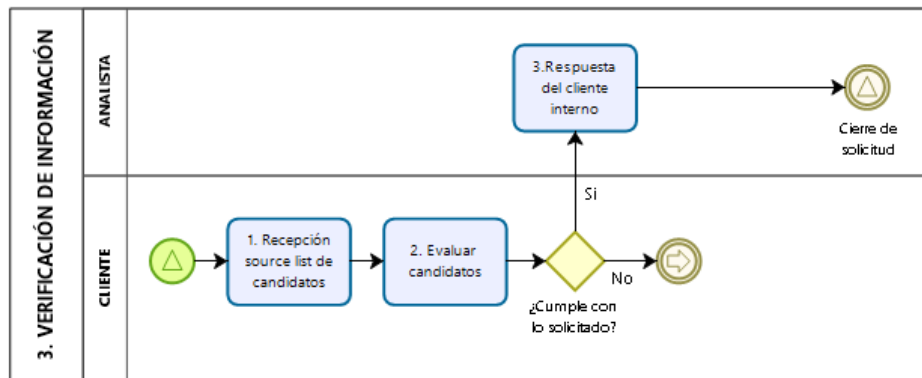 3. VERIFICACIÓN DE INFORMACIÓN
ANALISTA
3.Respuesta
del cliente
interno
Cierre de
solicitud
CLIENTE
1. Recepción
source list de
candidatos
2. Evaluar
candidatos
¿Cumple con
lo solicitado?
Si
No